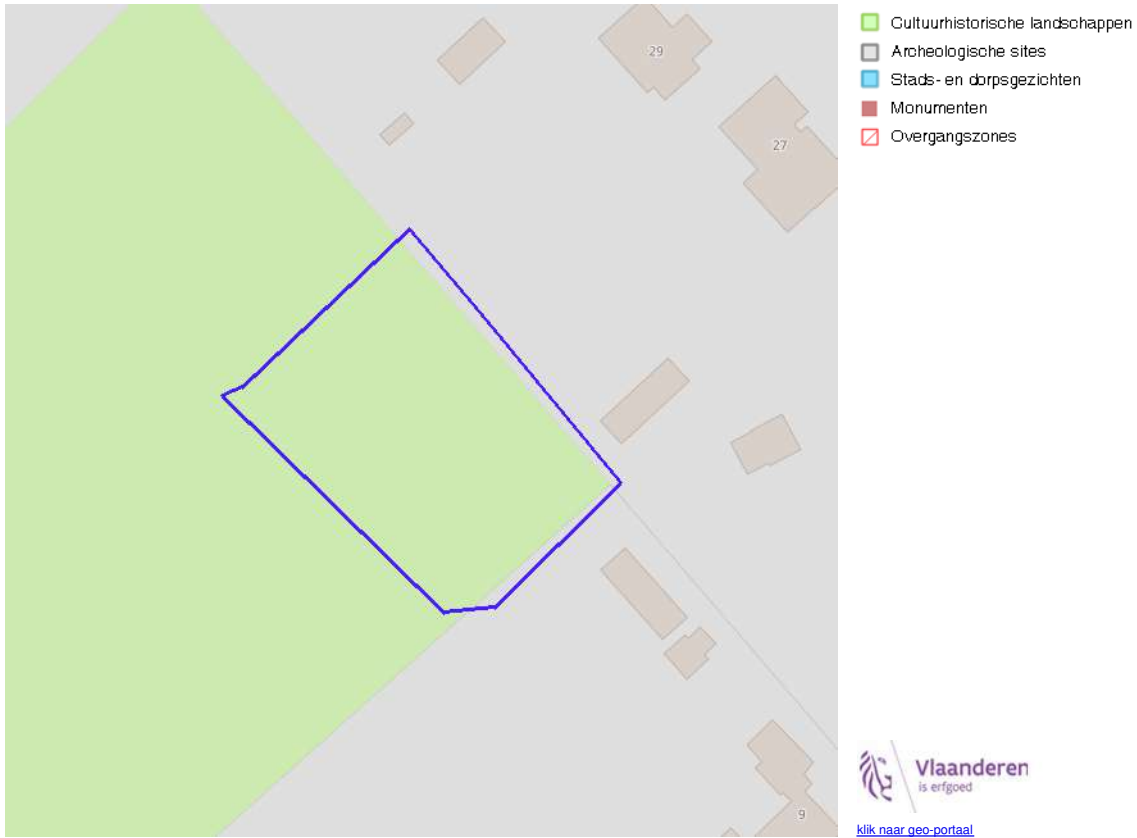 29
27
9
Cultuurhistorische landschappen
Archeologische sites
Stads- en dorpsgezichten
Monumenten
Overgangszones
Vlaanderen
is erfgoed
klik naar geo-portaal